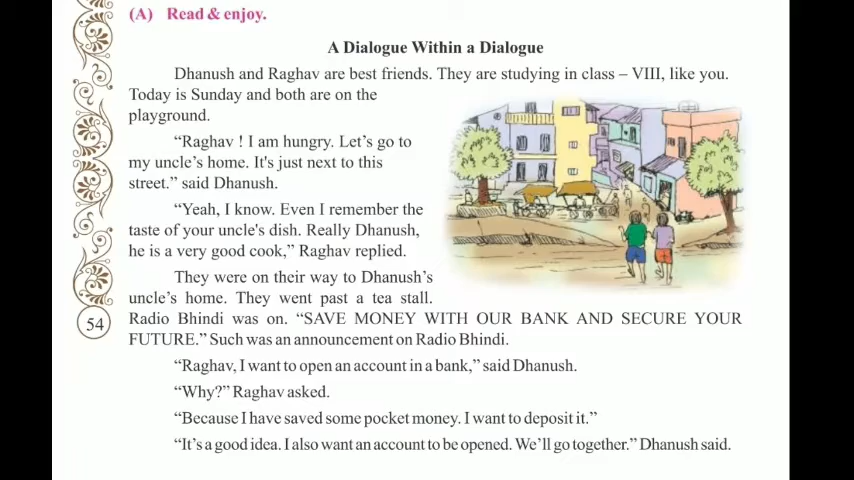 (A) Read & enjoy.
A Dialogue Within a Dialogue
Dhanush and Raghav are best friends. They are studying in class – VIII, like you.
Today is Sunday and both are on the
playground.
“Raghav ! I am hungry. Let’s go to
my uncle’s home. It's just next to this
street.” said Dhanush.
“Yeah, I know. Even I remember the
taste of your uncle's dish. Really Dhanush,
he is a very good cook,” Raghav replied.
They were on their way to Dhanush’s
uncle’s home. They went past a tea stall.
Radio Bhindi was on. “SAVE MONEY WITH OUR BANK AND SECURE YOUR
FUTURE.” Such was an announcement on Radio Bhindi.
“Raghav, I want to open an account in a bank,” said Dhanush.
“Why?” Raghav asked.
“Because I have saved some pocket money. I want to deposit it.”
“It’s a good idea. I also want an account to be opened. We’ll go together.” Dhanush said.
54